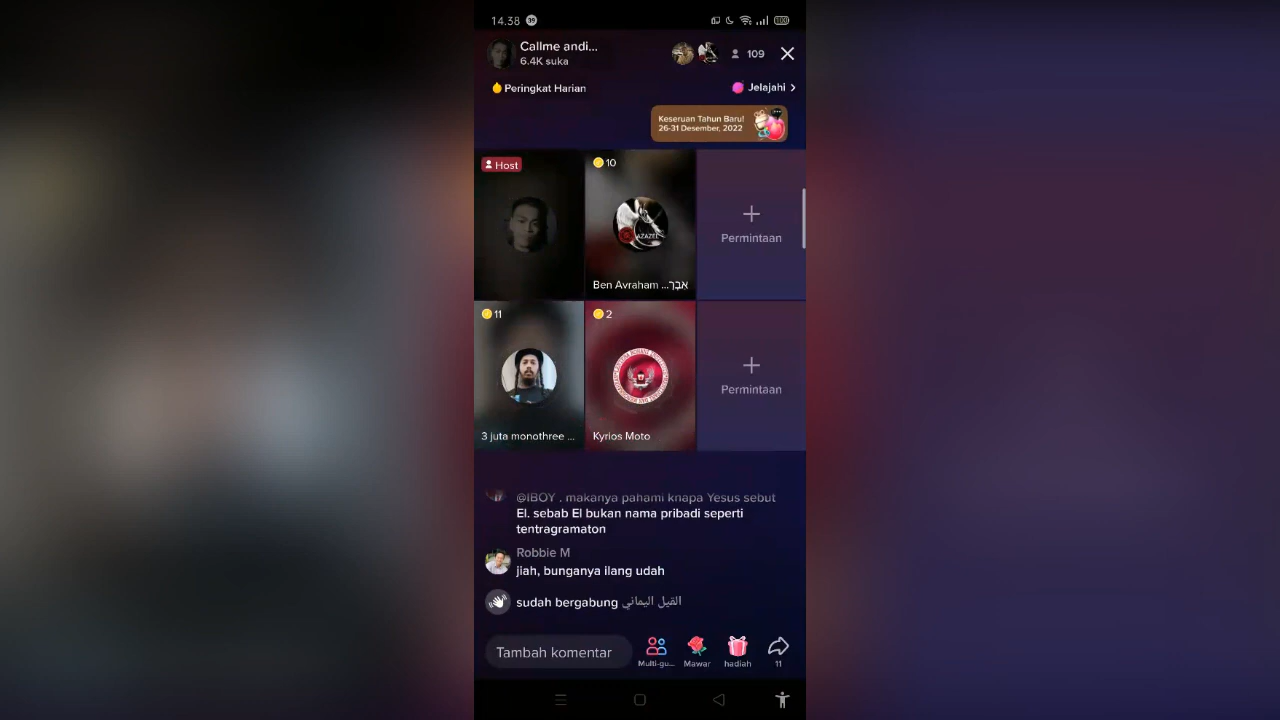 14.38 39
100
Callme andi...
6.4K suka
109
Peringkat Harian
Jelajahi
Keseruan Tahun Baru!
26-31 Desember, 2022
Host
10
AZAZEL
Permintaan
Ben Avraham ...אִבָךְ
11
2
Permintaan
3 juta monothree ...
Kyrios Moto
@IBOY . makanya pahami knapa Yesus sebut
El. sebab El bukan nama pribadi seperti
tentragramaton
Robbie M
jiah, bunganya ilang udah
sudah bergabung القيل اليماني
Tambah komentar
Multi-gu...
Mawar
hadiah
11